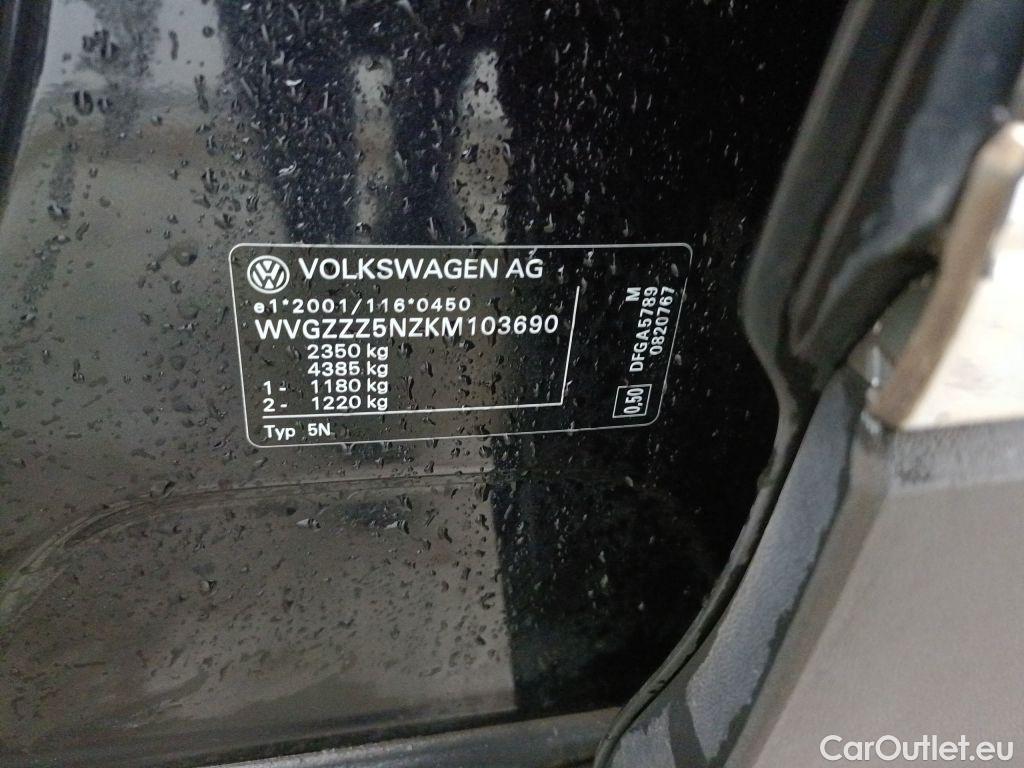 VOLKSWAGEN AG
e1*2001/116*0450
WVGZZZ5NZKM103690
2350 kg
4385 kg
1- 1180 kg
2- 1220 kg
Typ 5N
0,50 DFGA5789 M
0820767
CarOutlet.eu